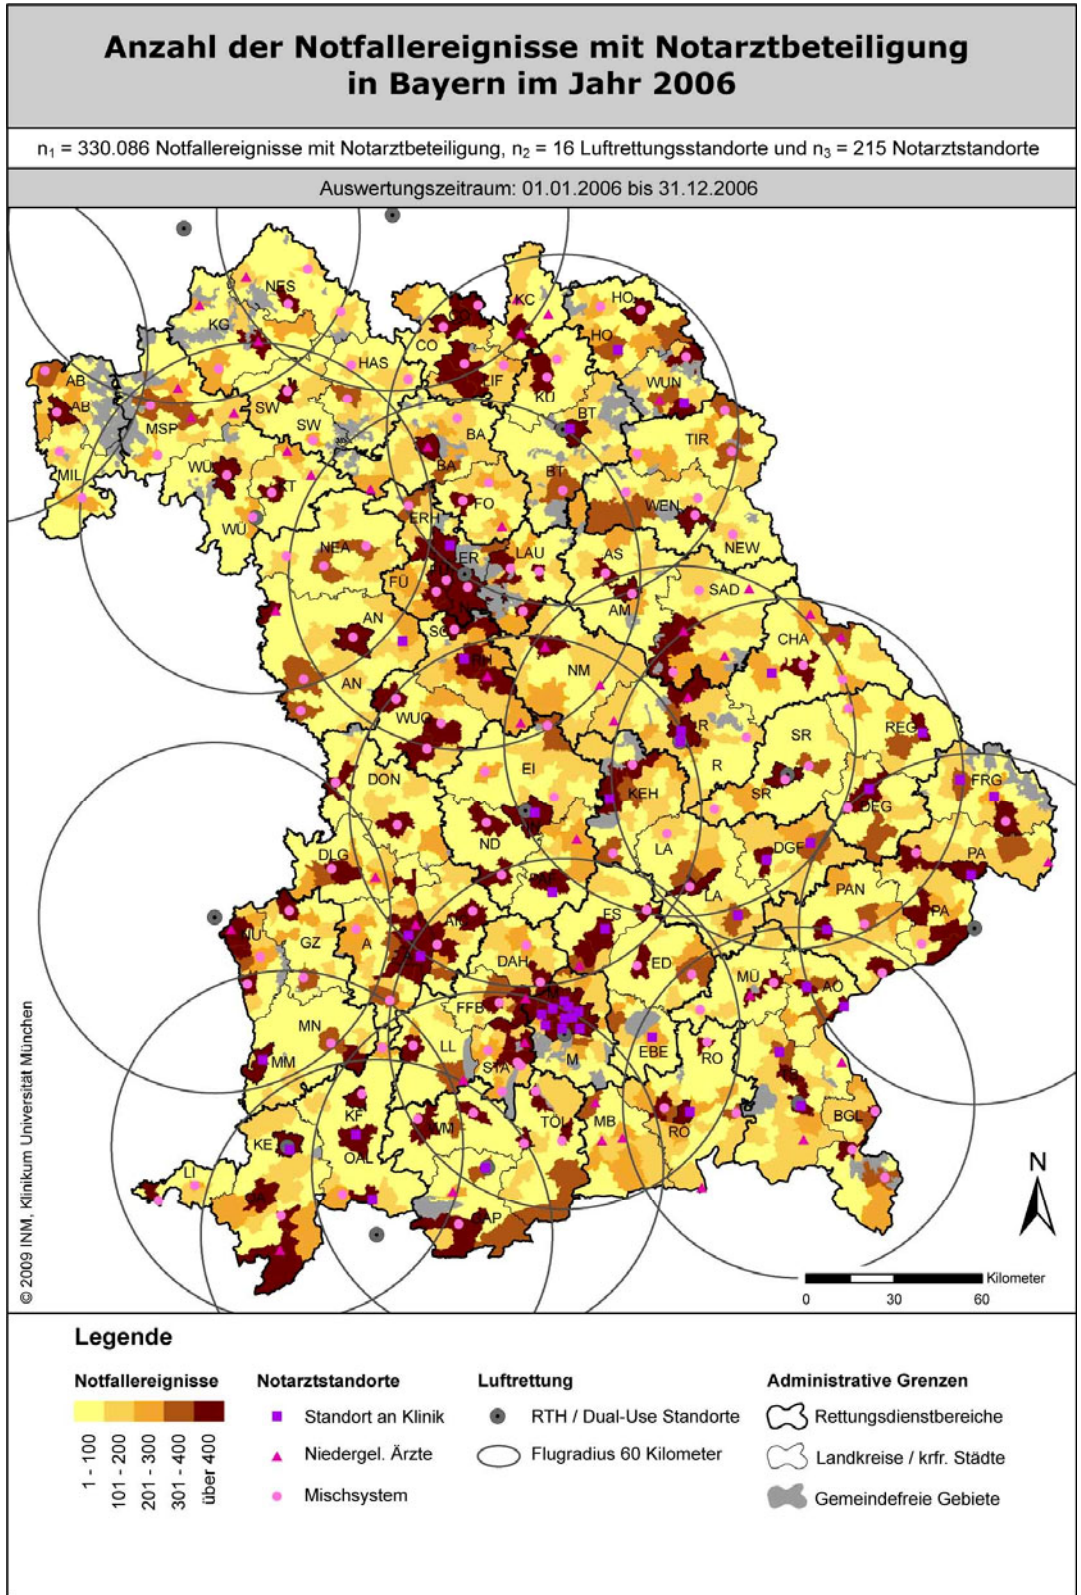 Anzahl der Notfallereignisse mit Notarztbeteiligung
in Bayern im Jahr 2006
n₁ = 330.086 Notfallereignisse mit Notarztbeteiligung, n₂ = 16 Luftrettungsstandorte und n₃ = 215 Notarztstandorte
Auswertungszeitraum: 01.01.2006 bis 31.12.2006
NES
KC
HO
KG
CO
HO
CO
HAS
LIF
KU
WUN
AB
AB
MSP
SW
SW
BA
BT
TIR
MIL
WÜ
KT
BA
BT
FO
WEN
WÜ
ERH
NEA
ER
LAU
AS
NEW
FÜ
AM
SAD
AN
SC
CHA
NM
AN
WUG
R
REG
SR
EI
DON
R
KEH
SR
FRG
DEG
ND
LA
DGF
PA
DLG
PAN
LA
PA
NU
GZ
A
FS
DAH
ED
MÜ
AÖ
FFB
MN
LL
EBE
RO
M
MM
STA
KF
WM
TÖL
MB
RO
BGL
KE
OAL
LI
GAP
N
Kilometer
0 30 60
© 2009 INM, Klinikum Universität München
Legende
Notfallereignisse
1 - 100
101 - 200
201 - 300
301 - 400
über 400
Notarztstandorte
Standort an Klinik
Niedergel. Ärzte
Mischsystem
Luftrettung
RTH / Dual-Use Standorte
Flugradius 60 Kilometer
Administrative Grenzen
Rettungsdienstbereiche
Landkreise / krfr. Städte
Gemeindefreie Gebiete